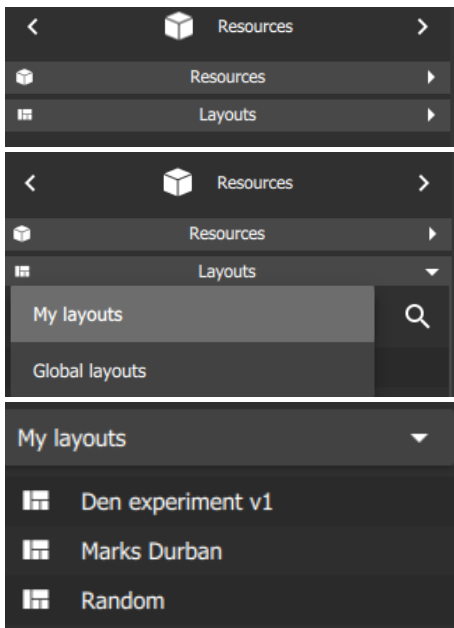 Resources
Resources
Layouts
Resources
Resources
Layouts
My layouts
Global layouts
My layouts
Den experiment v1
Marks Durban
Random